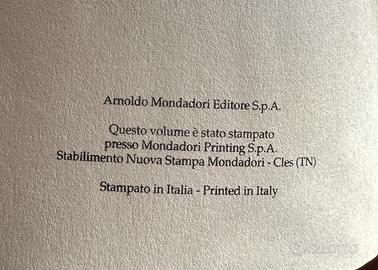 Arnoldo Mondadori Editore S.p.A.
Questo volume è stato stampato
presso Mondadori Printing S.p.A.
Stabilimento Nuova Stampa Mondadori - Cles (TN)
Stampato in Italia - Printed in Italy
subito